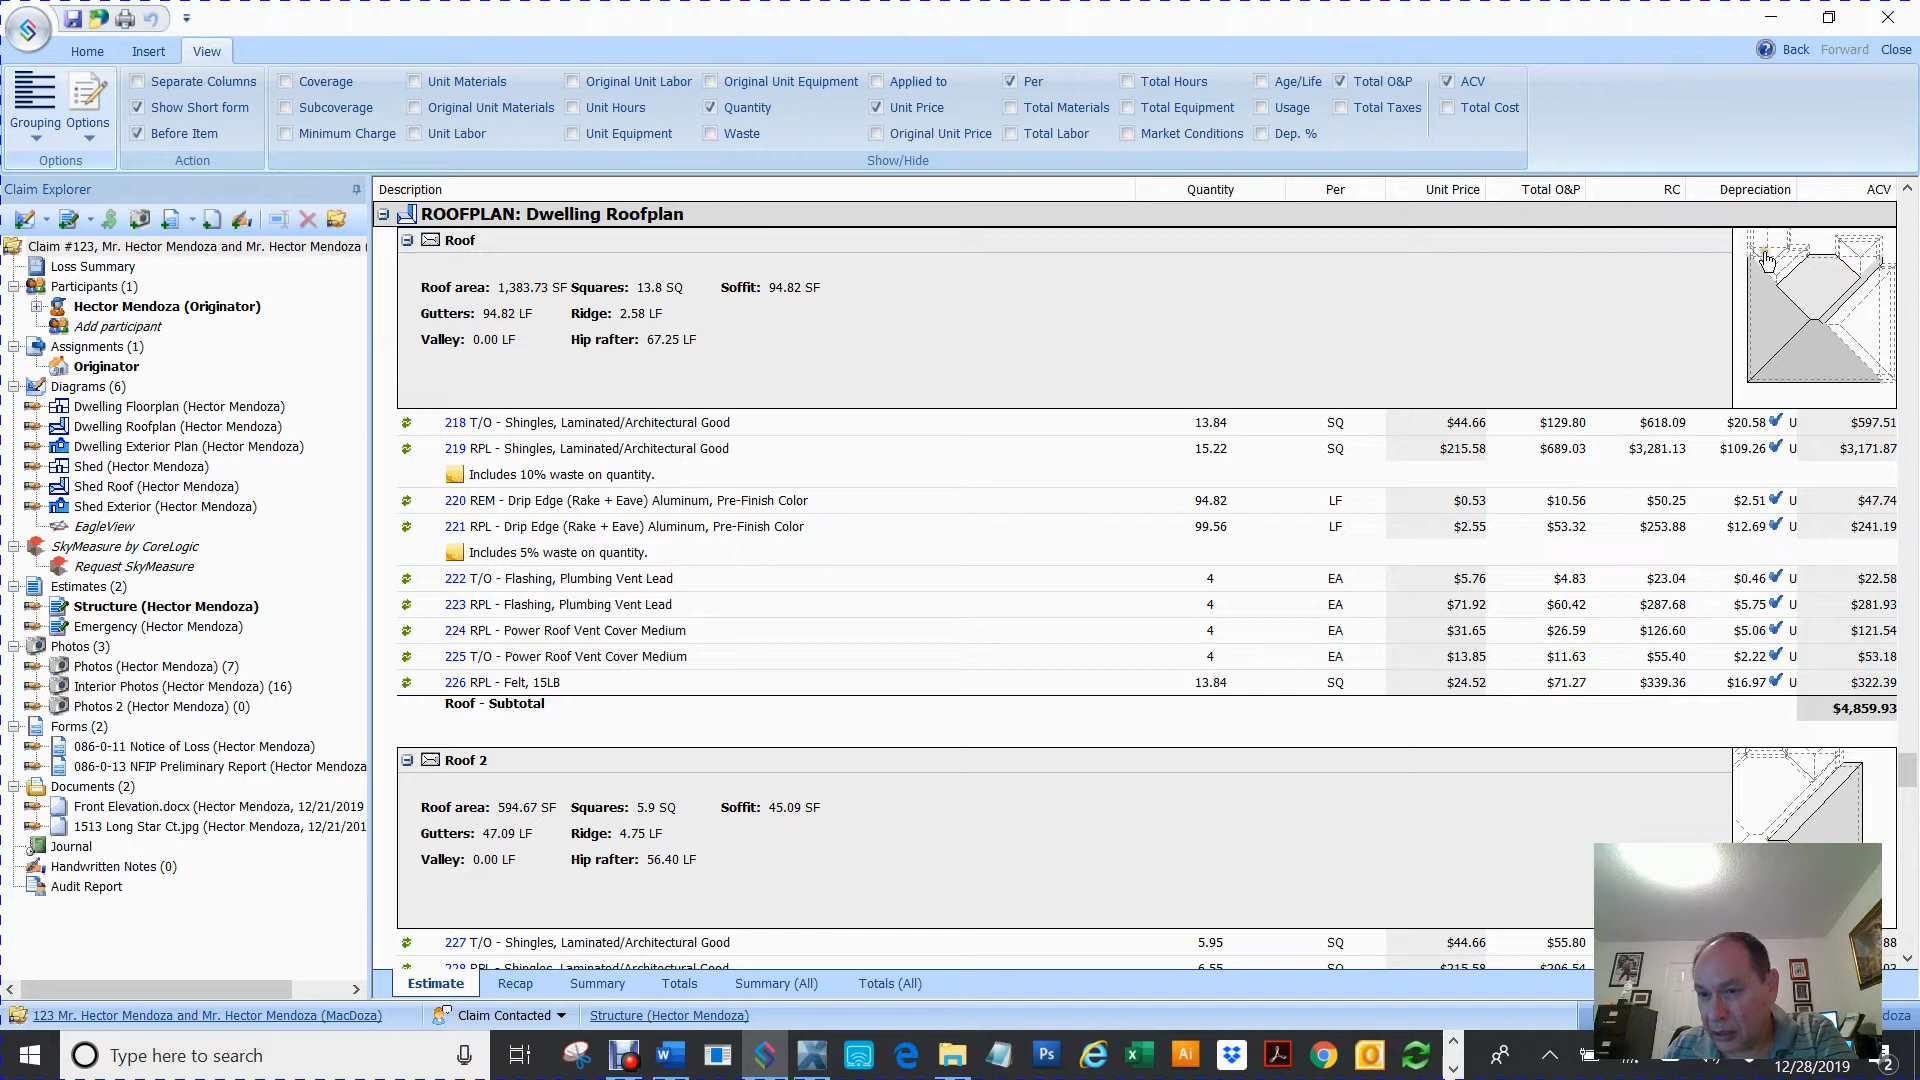 Home Insert View
Back Forward Close
Separate Columns Coverage Unit Materials Original Unit Labor Original Unit Equipment Applied to Per Total Hours Age/Life Total O&P ACV
Show Short form Subcoverage Original Unit Materials Unit Hours Quantity Unit Price Total Materials Total Equipment Usage Total Taxes Total Cost
Grouping Options
Before Item Minimum Charge Unit Labor Unit Equipment Waste Original Unit Price Total Labor Market Conditions Dep. %
Options Action Show/Hide
Claim Explorer
Claim #123, Mr. Hector Mendoza and Mr. Hector Mendoza (
Loss Summary
Participants (1)
Hector Mendoza (Originator)
Add participant
Assignments (1)
Originator
Diagrams (6)
Dwelling Floorplan (Hector Mendoza)
Dwelling Roofplan (Hector Mendoza)
Dwelling Exterior Plan (Hector Mendoza)
Shed (Hector Mendoza)
Shed Roof (Hector Mendoza)
Shed Exterior (Hector Mendoza)
EagleView
SkyMeasure by CoreLogic
Request SkyMeasure
Estimates (2)
Structure (Hector Mendoza)
Emergency (Hector Mendoza)
Photos (3)
Photos (Hector Mendoza) (7)
Interior Photos (Hector Mendoza) (16)
Photos 2 (Hector Mendoza) (0)
Forms (2)
086-0-11 Notice of Loss (Hector Mendoza)
086-0-13 NFIP Preliminary Report (Hector Mendoza
Documents (2)
Front Elevation.docx (Hector Mendoza, 12/21/2019
1513 Long Star Ct.jpg (Hector Mendoza, 12/21/201
Journal
Handwritten Notes (0)
Audit Report
Description Quantity Per Unit Price Total O&P RC Depreciation ACV
ROOFPLAN: Dwelling Roofplan
Roof
Roof area: 1,383.73 SF Squares: 13.8 SQ Soffit: 94.82 SF
Gutters: 94.82 LF Ridge: 2.58 LF
Valley: 0.00 LF Hip rafter: 67.25 LF
218 T/O - Shingles, Laminated/Architectural Good 13.84 SQ $44.66 $129.80 $618.09 $20.58 U $597.51
219 RPL - Shingles, Laminated/Architectural Good 15.22 SQ $215.58 $689.03 $3,281.13 $109.26 U $3,171.87
Includes 10% waste on quantity.
220 REM - Drip Edge (Rake + Eave) Aluminum, Pre-Finish Color 94.82 LF $0.53 $10.56 $50.25 $2.51 U $47.74
221 RPL - Drip Edge (Rake + Eave) Aluminum, Pre-Finish Color 99.56 LF $2.55 $53.32 $253.88 $12.69 U $241.19
Includes 5% waste on quantity.
222 T/O - Flashing, Plumbing Vent Lead 4 EA $5.76 $4.83 $23.04 $0.46 U $22.58
223 RPL - Flashing, Plumbing Vent Lead 4 EA $71.92 $60.42 $287.68 $5.75 U $281.93
224 RPL - Power Roof Vent Cover Medium 4 EA $31.65 $26.59 $126.60 $5.06 U $121.54
225 T/O - Power Roof Vent Cover Medium 4 EA $13.85 $11.63 $55.40 $2.22 U $53.18
226 RPL - Felt, 15LB 13.84 SQ $24.52 $71.27 $339.36 $16.97 U $322.39
Roof - Subtotal $4,859.93
Roof 2
Roof area: 594.67 SF Squares: 5.9 SQ Soffit: 45.09 SF
Gutters: 47.09 LF Ridge: 4.75 LF
Valley: 0.00 LF Hip rafter: 56.40 LF
227 T/O - Shingles, Laminated/Architectural Good 5.95 SQ $44.66 $55.80 88
228 RPL - Shingles, Laminated/Architectural Good 6.55 SQ $215.58 $296.54 03
Estimate Recap Summary Totals Summary (All) Totals (All)
123 Mr. Hector Mendoza and Mr. Hector Mendoza (MacDoza) Claim Contacted Structure (Hector Mendoza) doza
Type here to search
12/28/2019
2